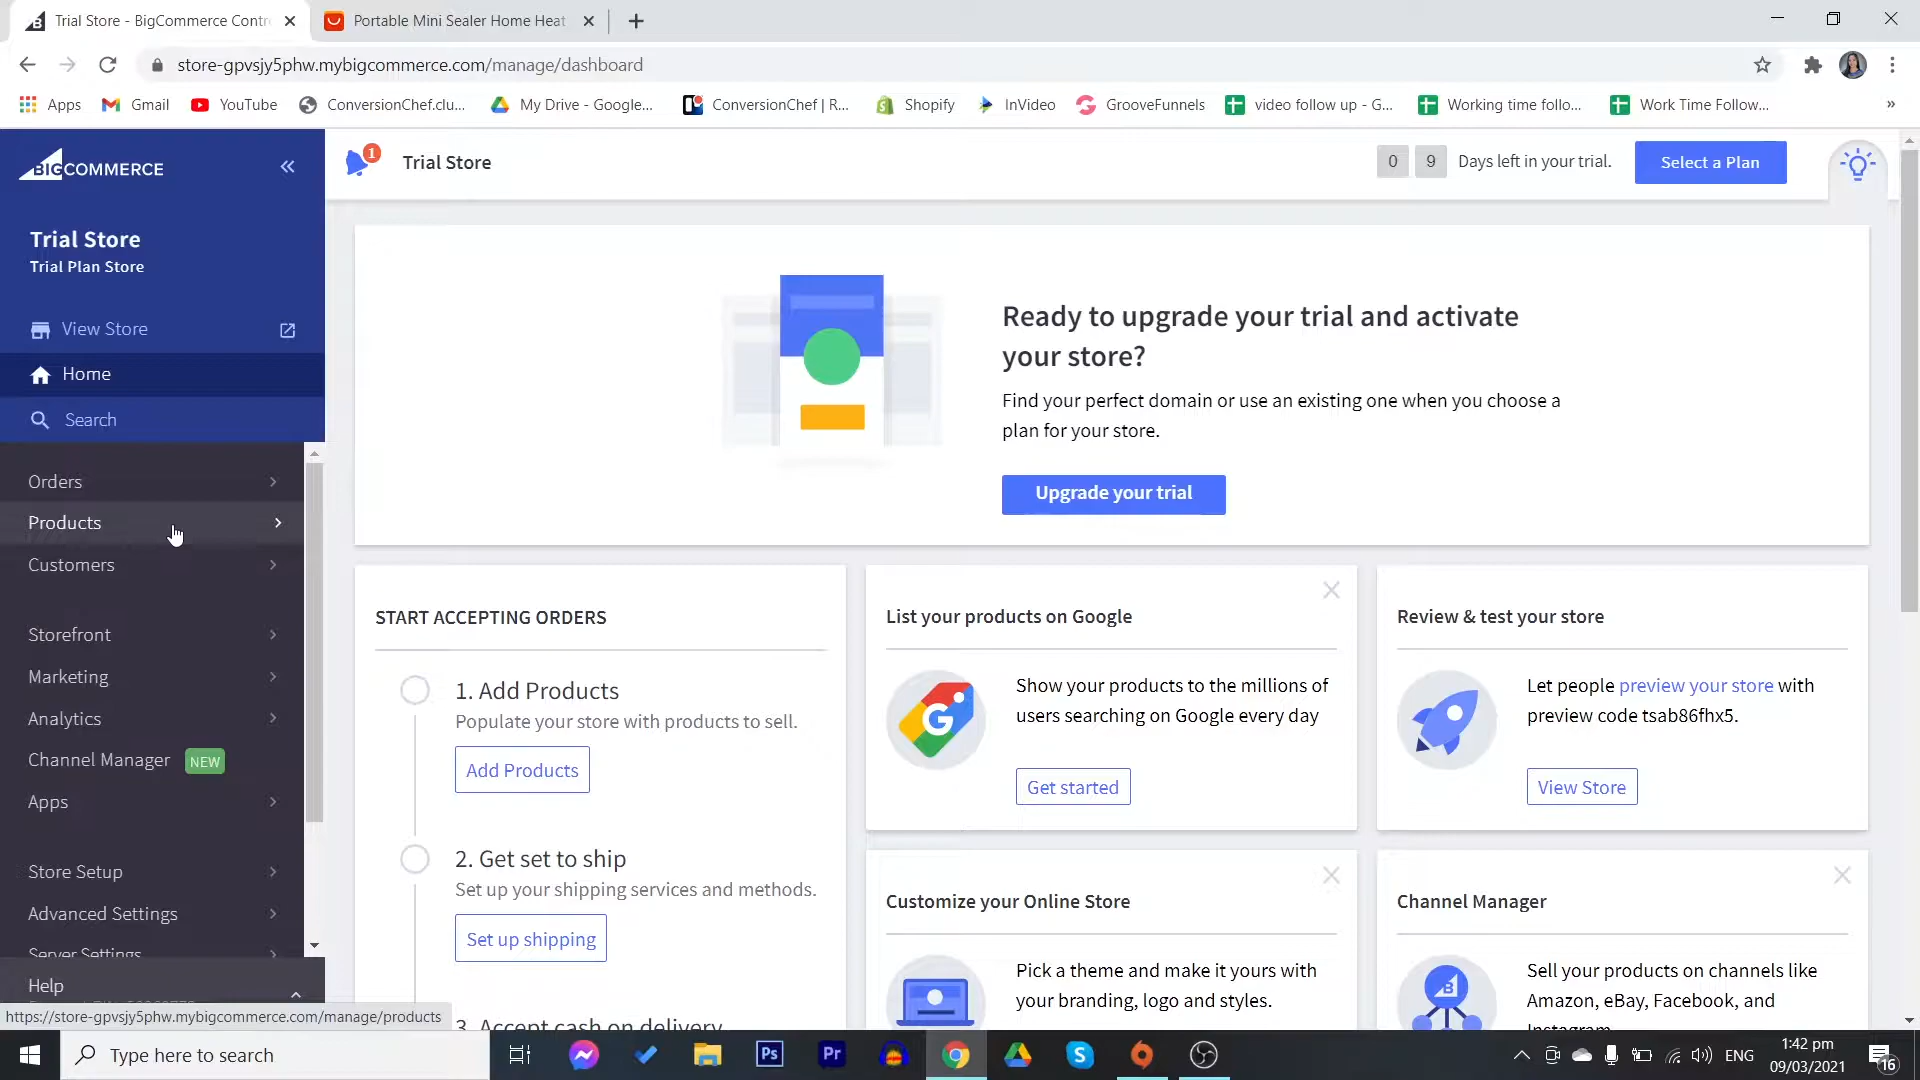 Trial Store - BigCommerce Contr
Portable Mini Sealer Home Heat
store-gpvsjy5phw.mybigcommerce.com/manage/dashboard
Apps
Gmail
YouTube
ConversionChef.clu...
My Drive - Google...
ConversionChef | R...
Shopify
InVideo
GrooveFunnels
video follow up - G...
Working time follo...
Work Time Follow...
BIGCOMMERCE
Trial Store
Trial Plan Store
View Store
Home
Search
Orders
Products
Customers
Storefront
Marketing
Analytics
Channel Manager NEW
Apps
Store Setup
Advanced Settings
Server Settings
Help
https://store-gpvsjy5phw.mybigcommerce.com/manage/products
1
Trial Store
0 9 Days left in your trial.
Select a Plan
Ready to upgrade your trial and activate
your store?
Find your perfect domain or use an existing one when you choose a
plan for your store.
Upgrade your trial
START ACCEPTING ORDERS
1. Add Products
Populate your store with products to sell.
Add Products
2. Get set to ship
Set up your shipping services and methods.
Set up shipping
3. Accept cash on delivery
List your products on Google
G
Show your products to the millions of
users searching on Google every day
Get started
Review & test your store
Let people preview your store with
preview code tsab86fhx5.
View Store
Customize your Online Store
Pick a theme and make it yours with
your branding, logo and styles.
Channel Manager
B
Sell your products on channels like
Amazon, eBay, Facebook, and
Instagram
Type here to search
Ps
Pr
ENG
1:42 pm
09/03/2021
16